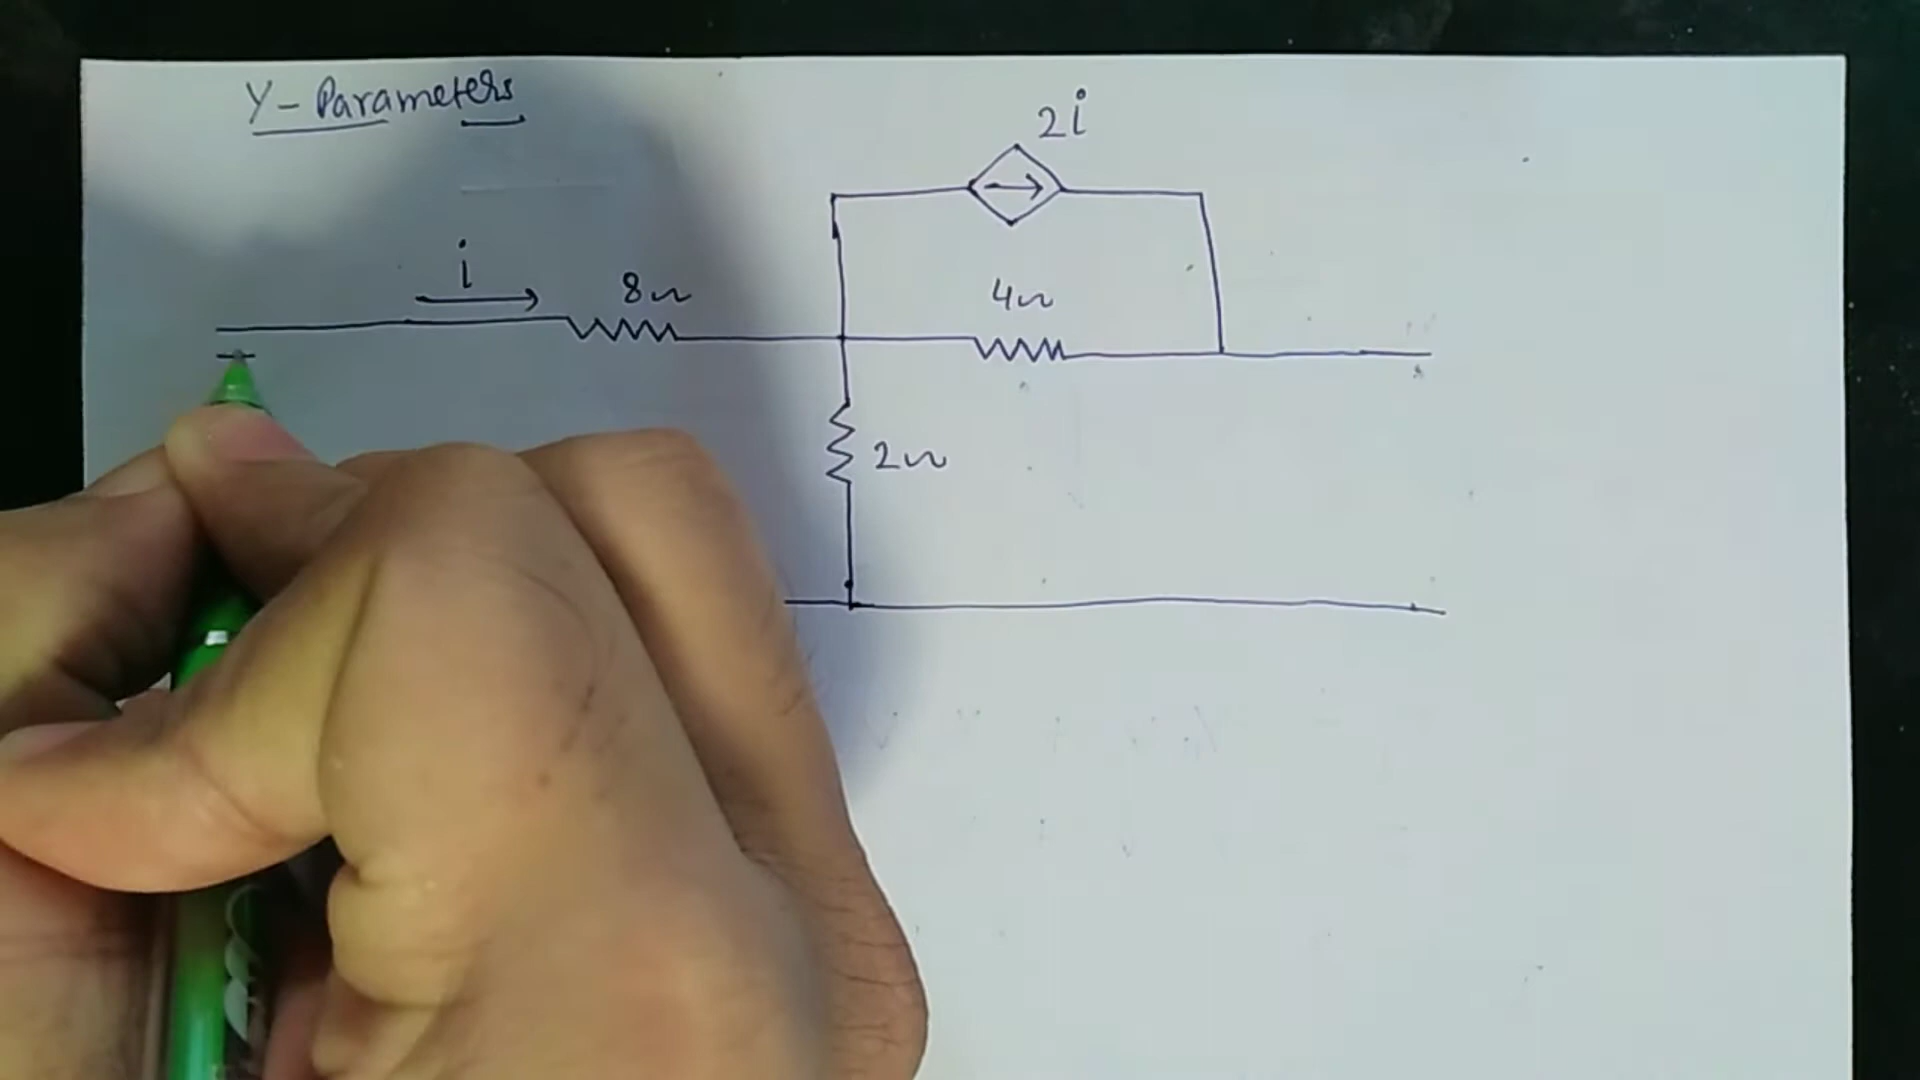 Y-Parameters
2i
i
8Ω
4Ω
2Ω